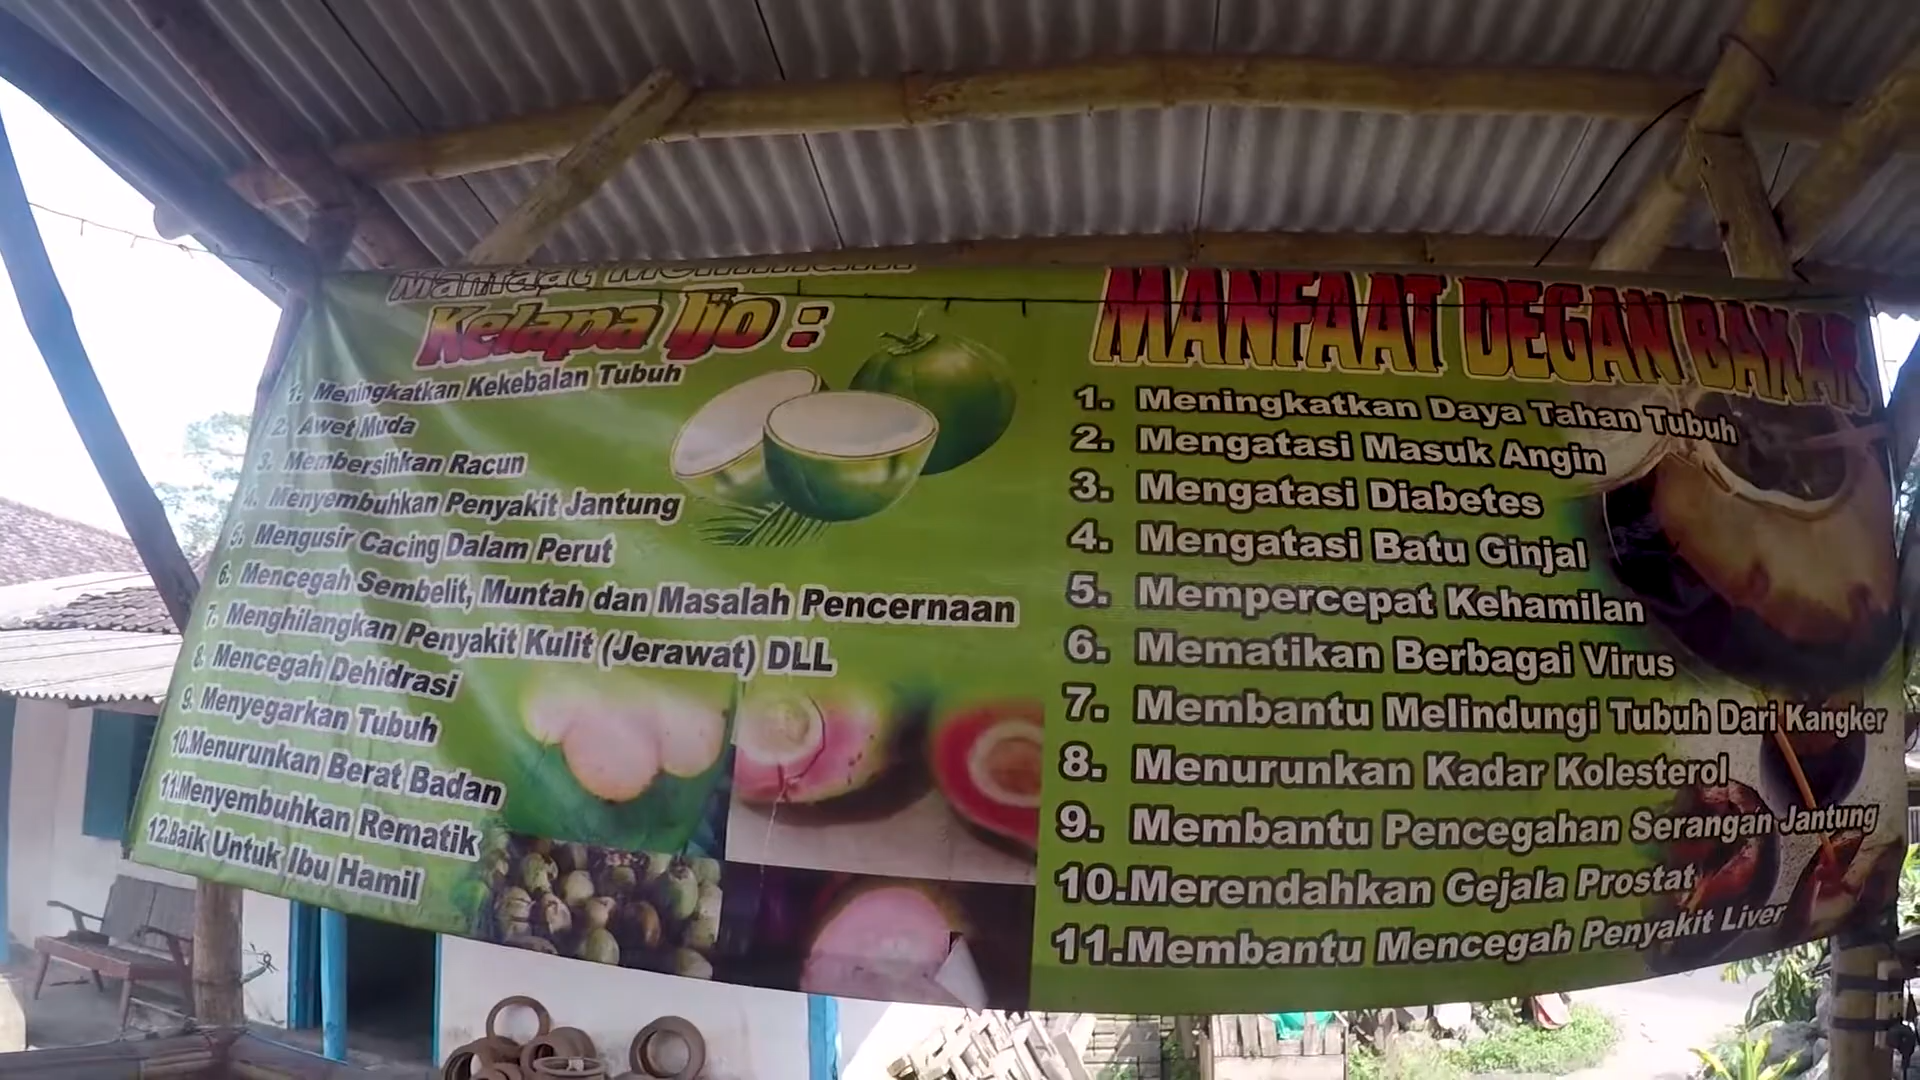 Manfaat Meminum
Kelapa Ijo :
1. Meningkatkan Kekebalan Tubuh
2. Awet Muda
3. Membersihkan Racun
4. Menyembuhkan Penyakit Jantung
5. Mengusir Cacing Dalam Perut
6. Mencegah Sembelit, Muntah dan Masalah Pencernaan
7. Menghilangkan Penyakit Kulit (Jerawat) DLL
8. Mencegah Dehidrasi
9. Menyegarkan Tubuh
10.Menurunkan Berat Badan
11.Menyembuhkan Rematik
12.Baik Untuk Ibu Hamil
MANFAAT DEGAN BAKAR
1. Meningkatkan Daya Tahan Tubuh
2. Mengatasi Masuk Angin
3. Mengatasi Diabetes
4. Mengatasi Batu Ginjal
5. Mempercepat Kehamilan
6. Mematikan Berbagai Virus
7. Membantu Melindungi Tubuh Dari Kangker
8. Menurunkan Kadar Kolesterol
9. Membantu Pencegahan Serangan Jantung
10.Merendahkan Gejala Prostat
11.Membantu Mencegah Penyakit Liver